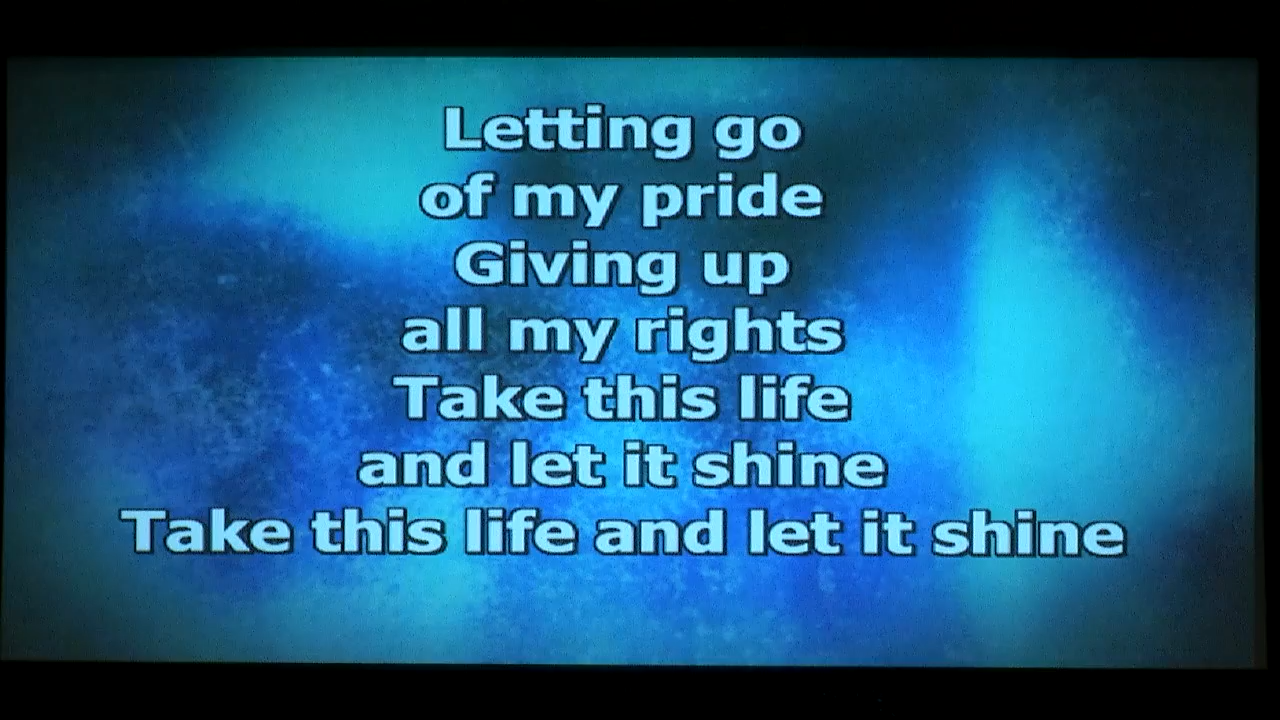 Letting go
of my pride
Giving up
all my rights
Take this life
and let it shine
Take this life and let it shine